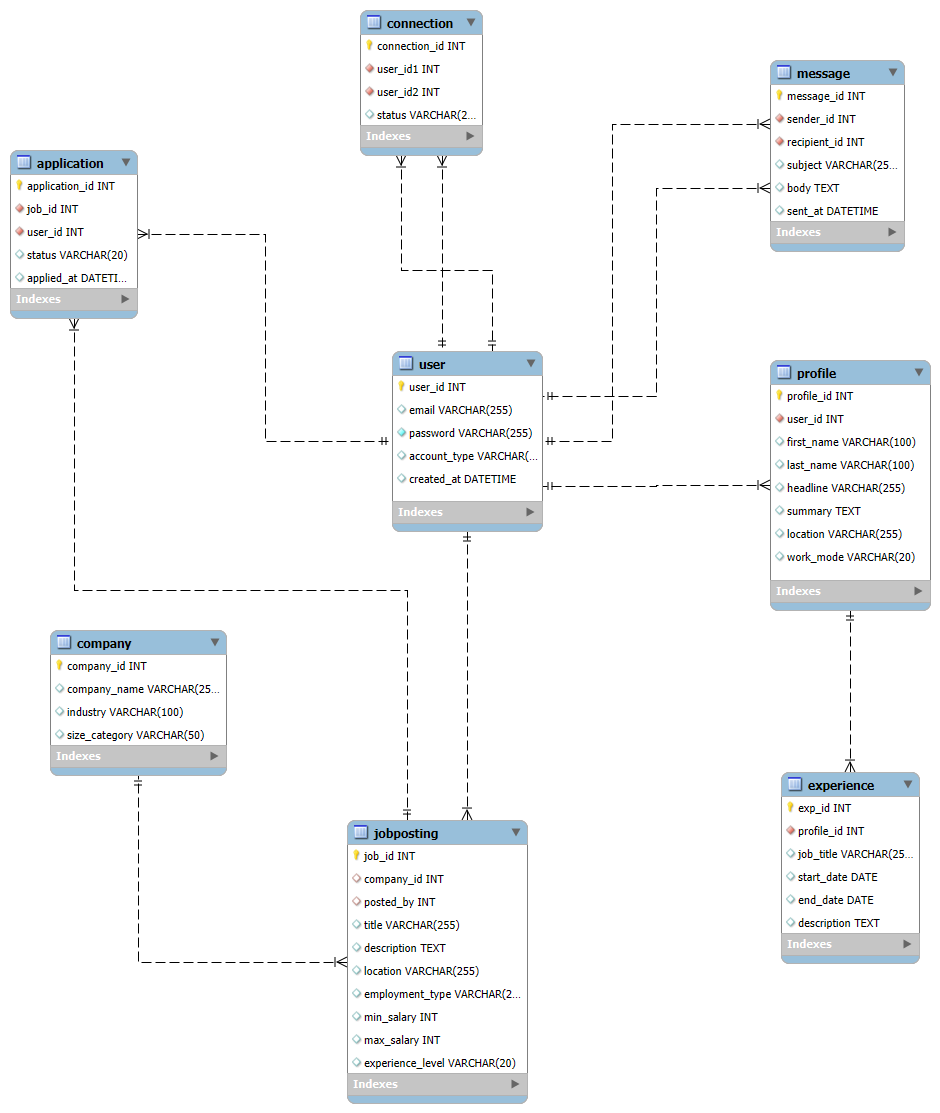 connection
connection_id INT
user_id1 INT
user_id2 INT
status VARCHAR(2...
Indexes
message
message_id INT
sender_id INT
recipient_id INT
subject VARCHAR(25...
body TEXT
sent_at DATETIME
Indexes
application
application_id INT
job_id INT
user_id INT
status VARCHAR(20)
applied_at DATETI...
Indexes
user
user_id INT
email VARCHAR(255)
password VARCHAR(255)
account_type VARCHAR(...
created_at DATETIME
Indexes
profile
profile_id INT
user_id INT
first_name VARCHAR(100)
last_name VARCHAR(100)
headline VARCHAR(255)
summary TEXT
location VARCHAR(255)
work_mode VARCHAR(20)
Indexes
company
company_id INT
company_name VARCHAR(25...
industry VARCHAR(100)
size_category VARCHAR(50)
Indexes
jobposting
job_id INT
company_id INT
posted_by INT
title VARCHAR(255)
description TEXT
location VARCHAR(255)
employment_type VARCHAR(2...
min_salary INT
max_salary INT
experience_level VARCHAR(20)
Indexes
experience
exp_id INT
profile_id INT
job_title VARCHAR(25...
start_date DATE
end_date DATE
description TEXT
Indexes